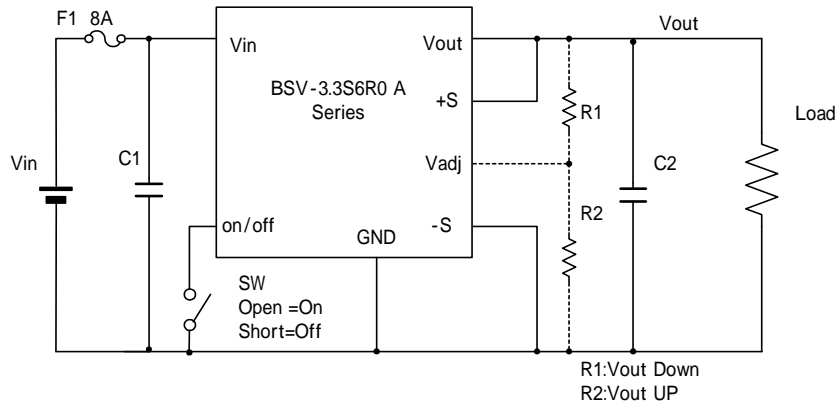 F1 8A
Vin
Vout
Vout
BSV-3.3S6R0 A
Series
+S
R1
Load
Vin
C1
Vadj
C2
R2
on/off
GND
-S
SW
Open =On
Short=Off
R1:Vout Down
R2:Vout UP